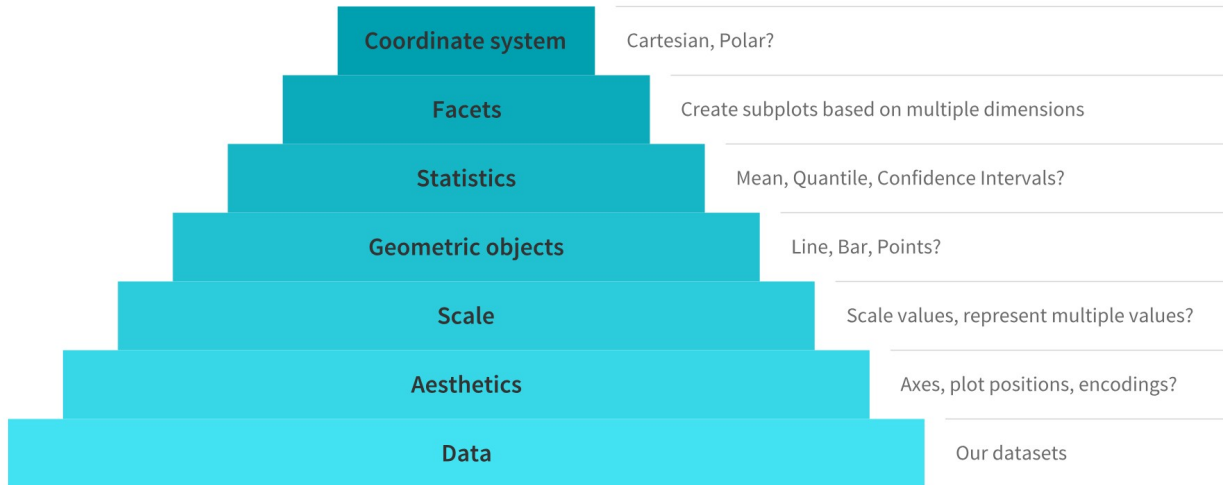 Coordinate system
Cartesian, Polar?
Facets
Create subplots based on multiple dimensions
Statistics
Mean, Quantile, Confidence Intervals?
Geometric objects
Line, Bar, Points?
Scale
Scale values, represent multiple values?
Aesthetics
Axes, plot positions, encodings?
Data
Our datasets